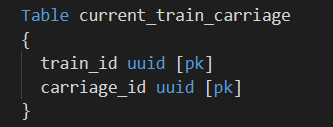 Table current_train_carriage
{
  train_id uuid [pk]
  carriage_id uuid [pk]
}